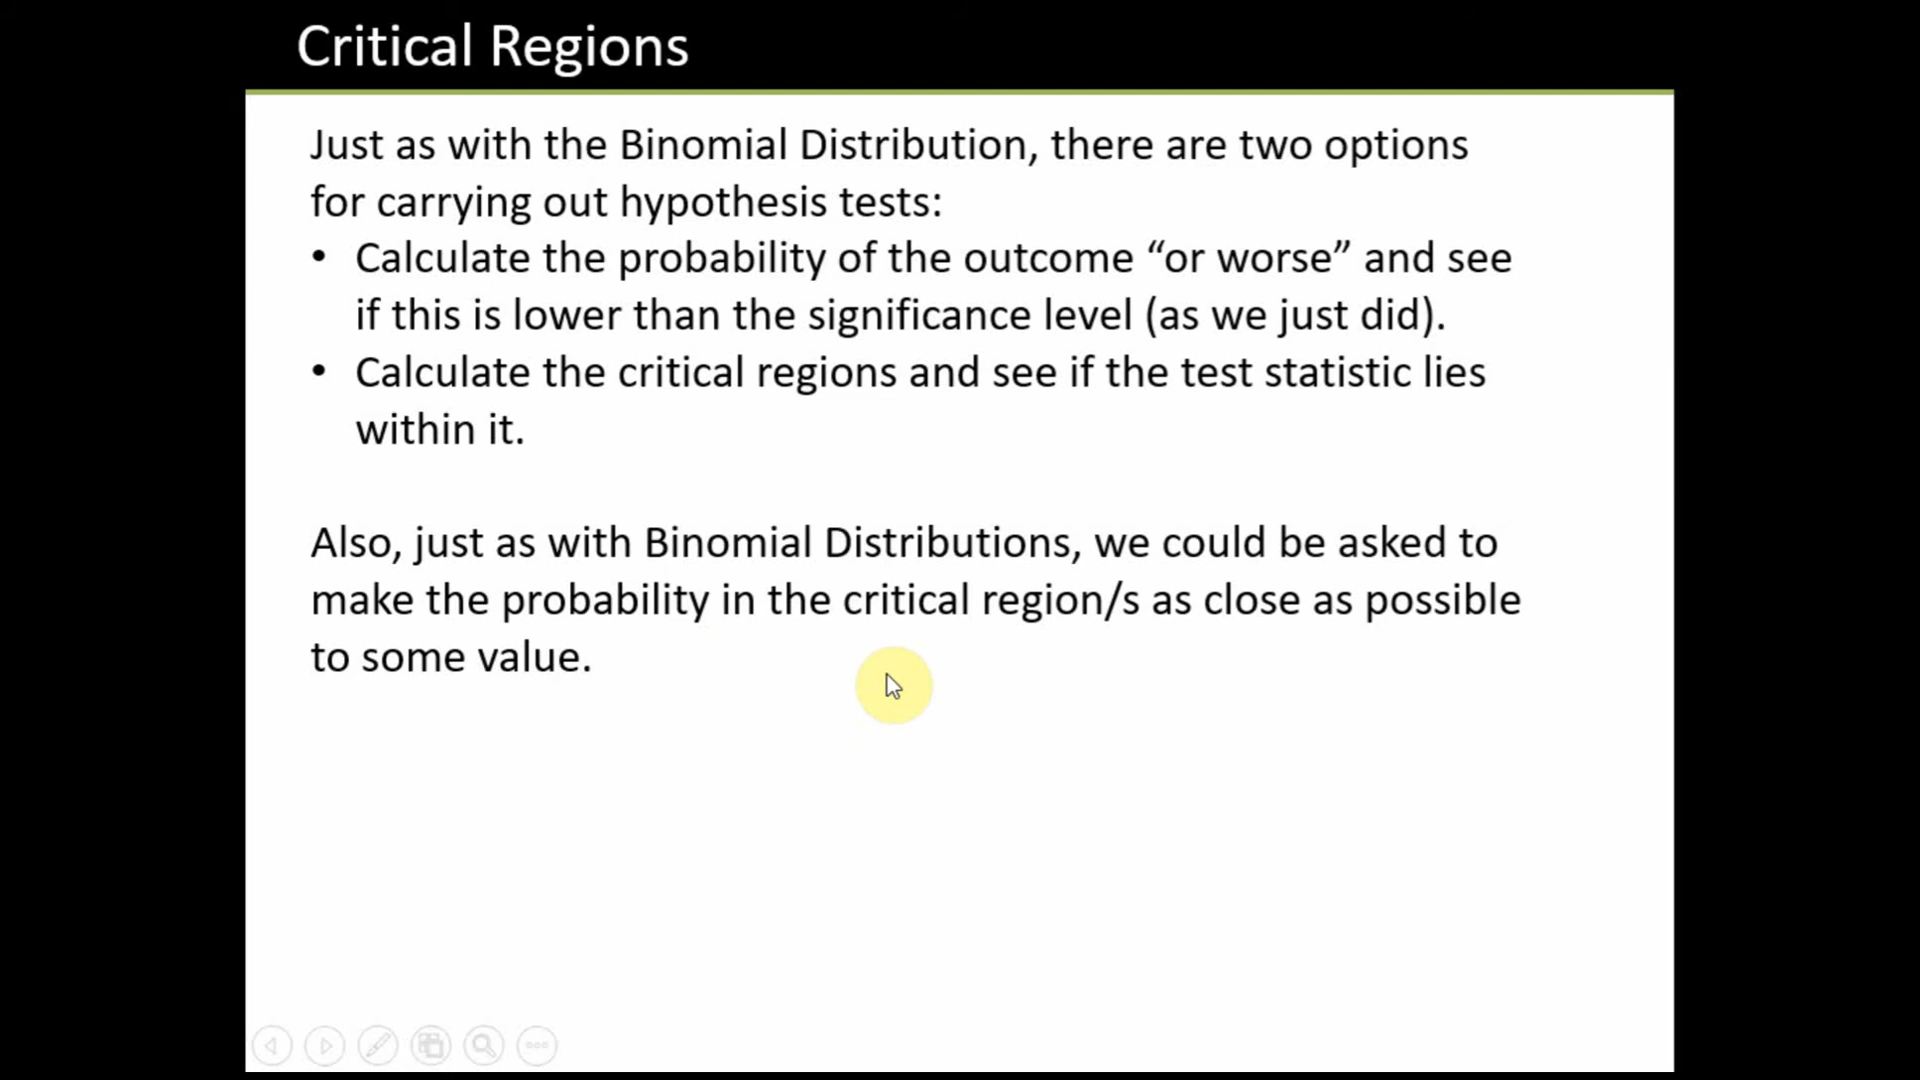 Critical Regions
Just as with the Binomial Distribution, there are two options
for carrying out hypothesis tests:
• Calculate the probability of the outcome “or worse” and see
if this is lower than the significance level (as we just did).
• Calculate the critical regions and see if the test statistic lies
within it.
Also, just as with Binomial Distributions, we could be asked to
make the probability in the critical region/s as close as possible
to some value.